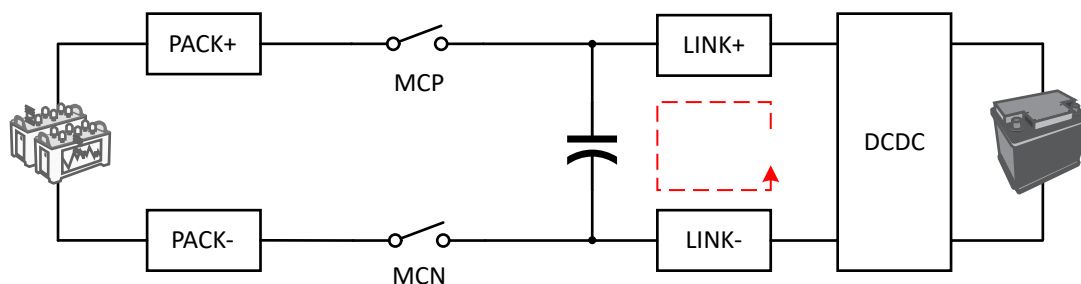 PACK+
MCP
LINK+
DCDC
PACK-
MCN
LINK-